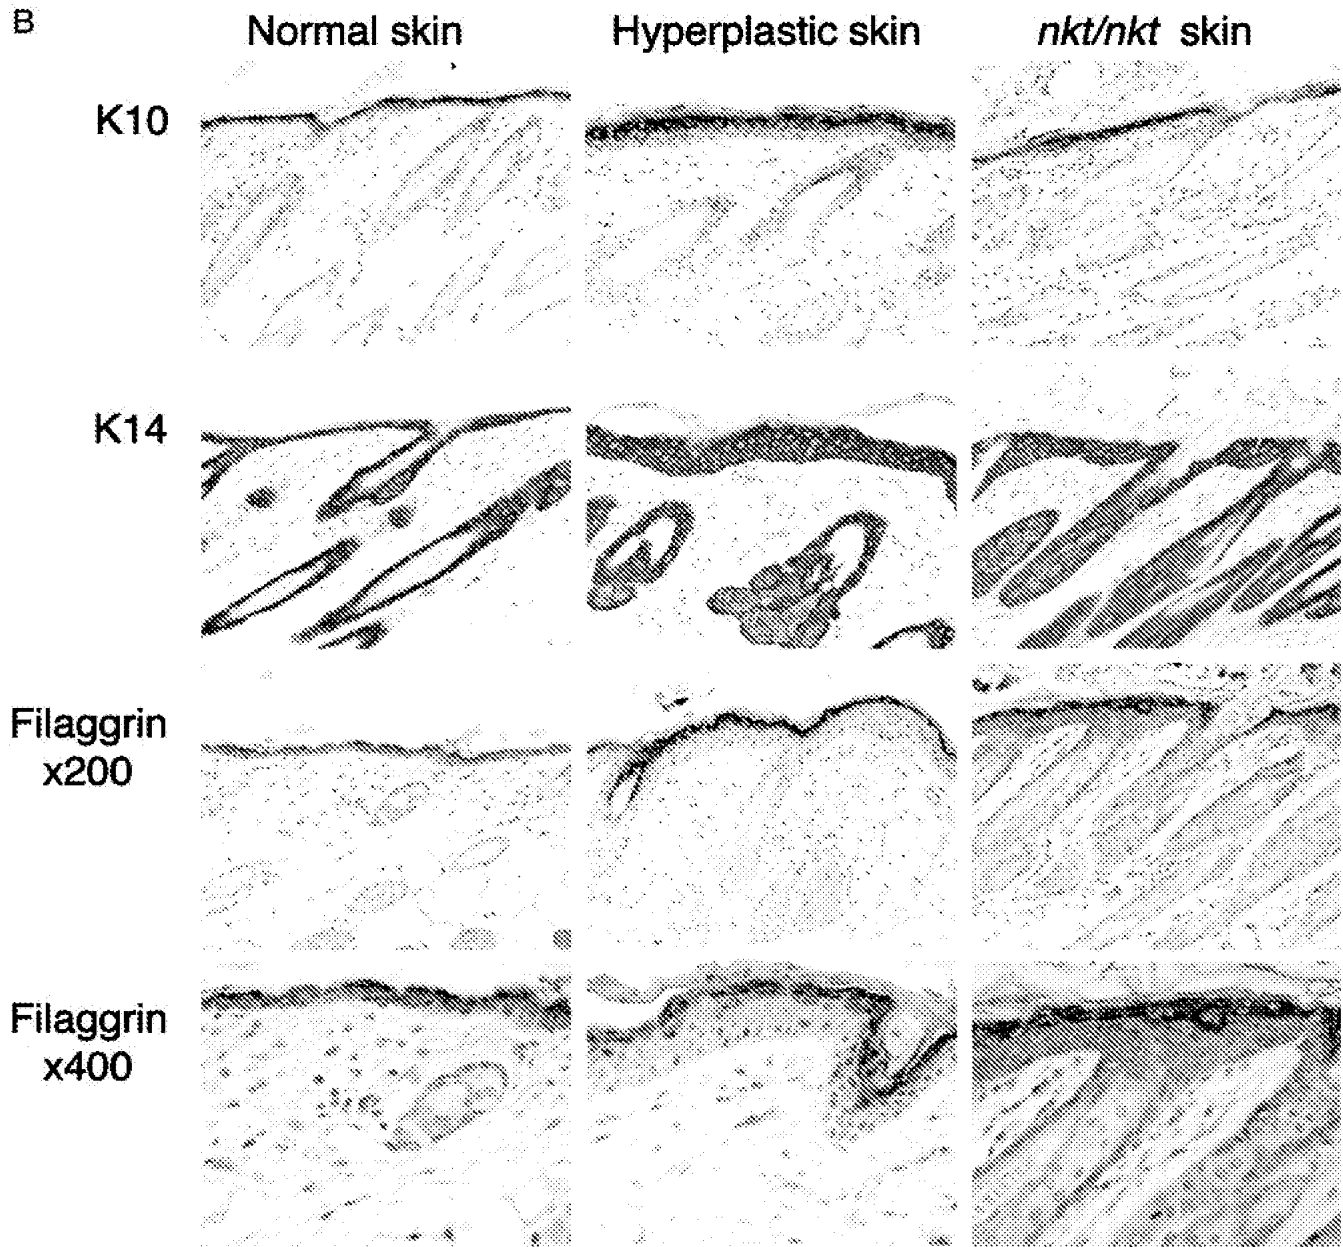 B
Normal skin
Hyperplastic skin
nkt/nkt skin
K10
K14
Filaggrin
x200
Filaggrin
x400